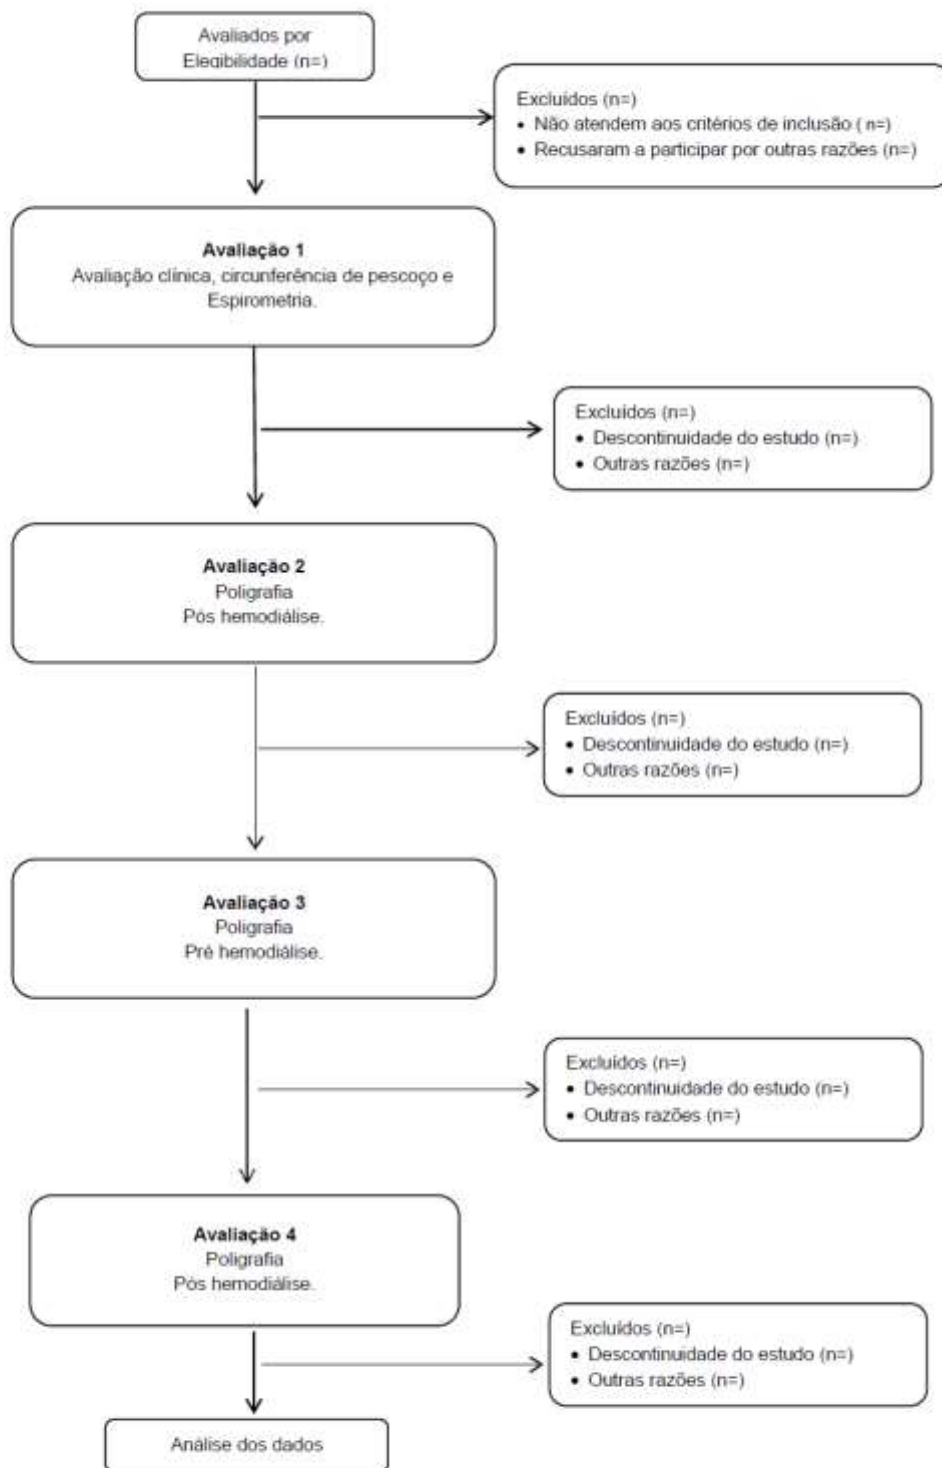 Avaliados por
Elegibilidade (n=)
Excluídos (n=)
• Não atendem aos critérios de inclusão ( n=)
• Recusaram a participar por outras razões (n=)
Avaliação 1
Avaliação clínica, circunferência de pescoço e
Espirometria.
Excluídos (n=)
• Descontinuidade do estudo (n=)
• Outras razões (n=)
Avaliação 2
Poligrafia
Pós hemodiálise.
Excluídos (n=)
• Descontinuidade do estudo (n=)
• Outras razões (n=)
Avaliação 3
Poligrafia
Pré hemodiálise.
Excluídos (n=)
• Descontinuidade do estudo (n=)
• Outras razões (n=)
Avaliação 4
Poligrafia
Pós hemodiálise.
Excluídos (n=)
• Descontinuidade do estudo (n=)
• Outras razões (n=)
Análise dos dados